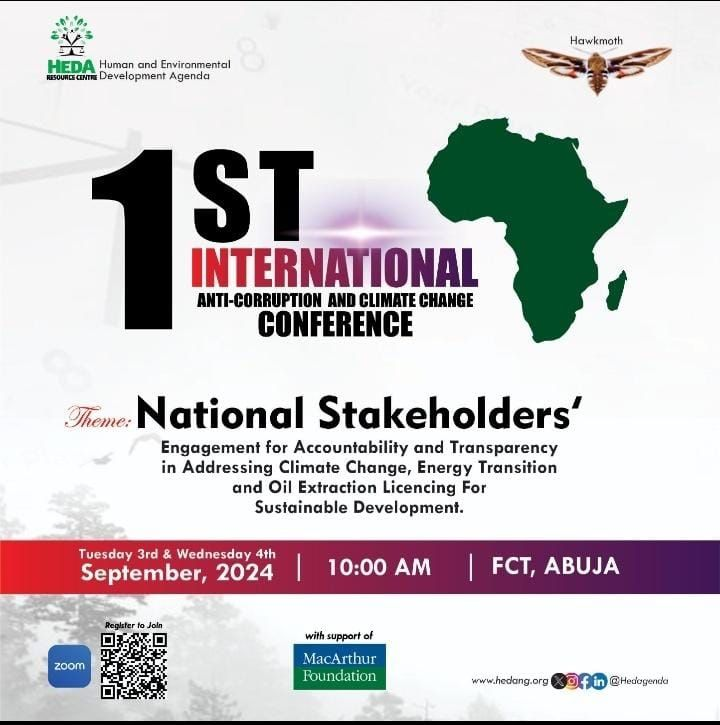 HEDA
RESOURCE CENTRE
Human and Environmental
Development Agenda
Hawkmoth
1ST
INTERNATIONAL
ANTI-CORRUPTION AND CLIMATE CHANGE
CONFERENCE
Theme: National Stakeholders‘
Engagement for Accountability and Transparency
in Addressing Climate Change, Energy Transition
and Oil Extraction Licencing For
Sustainable Development.
Tuesday 3rd & Wednesday 4th
September, 2024 | 10:00 AM | FCT, ABUJA
Register to Join
zoom
with support of
MacArthur
Foundation
www.hedang.org @Hedagenda